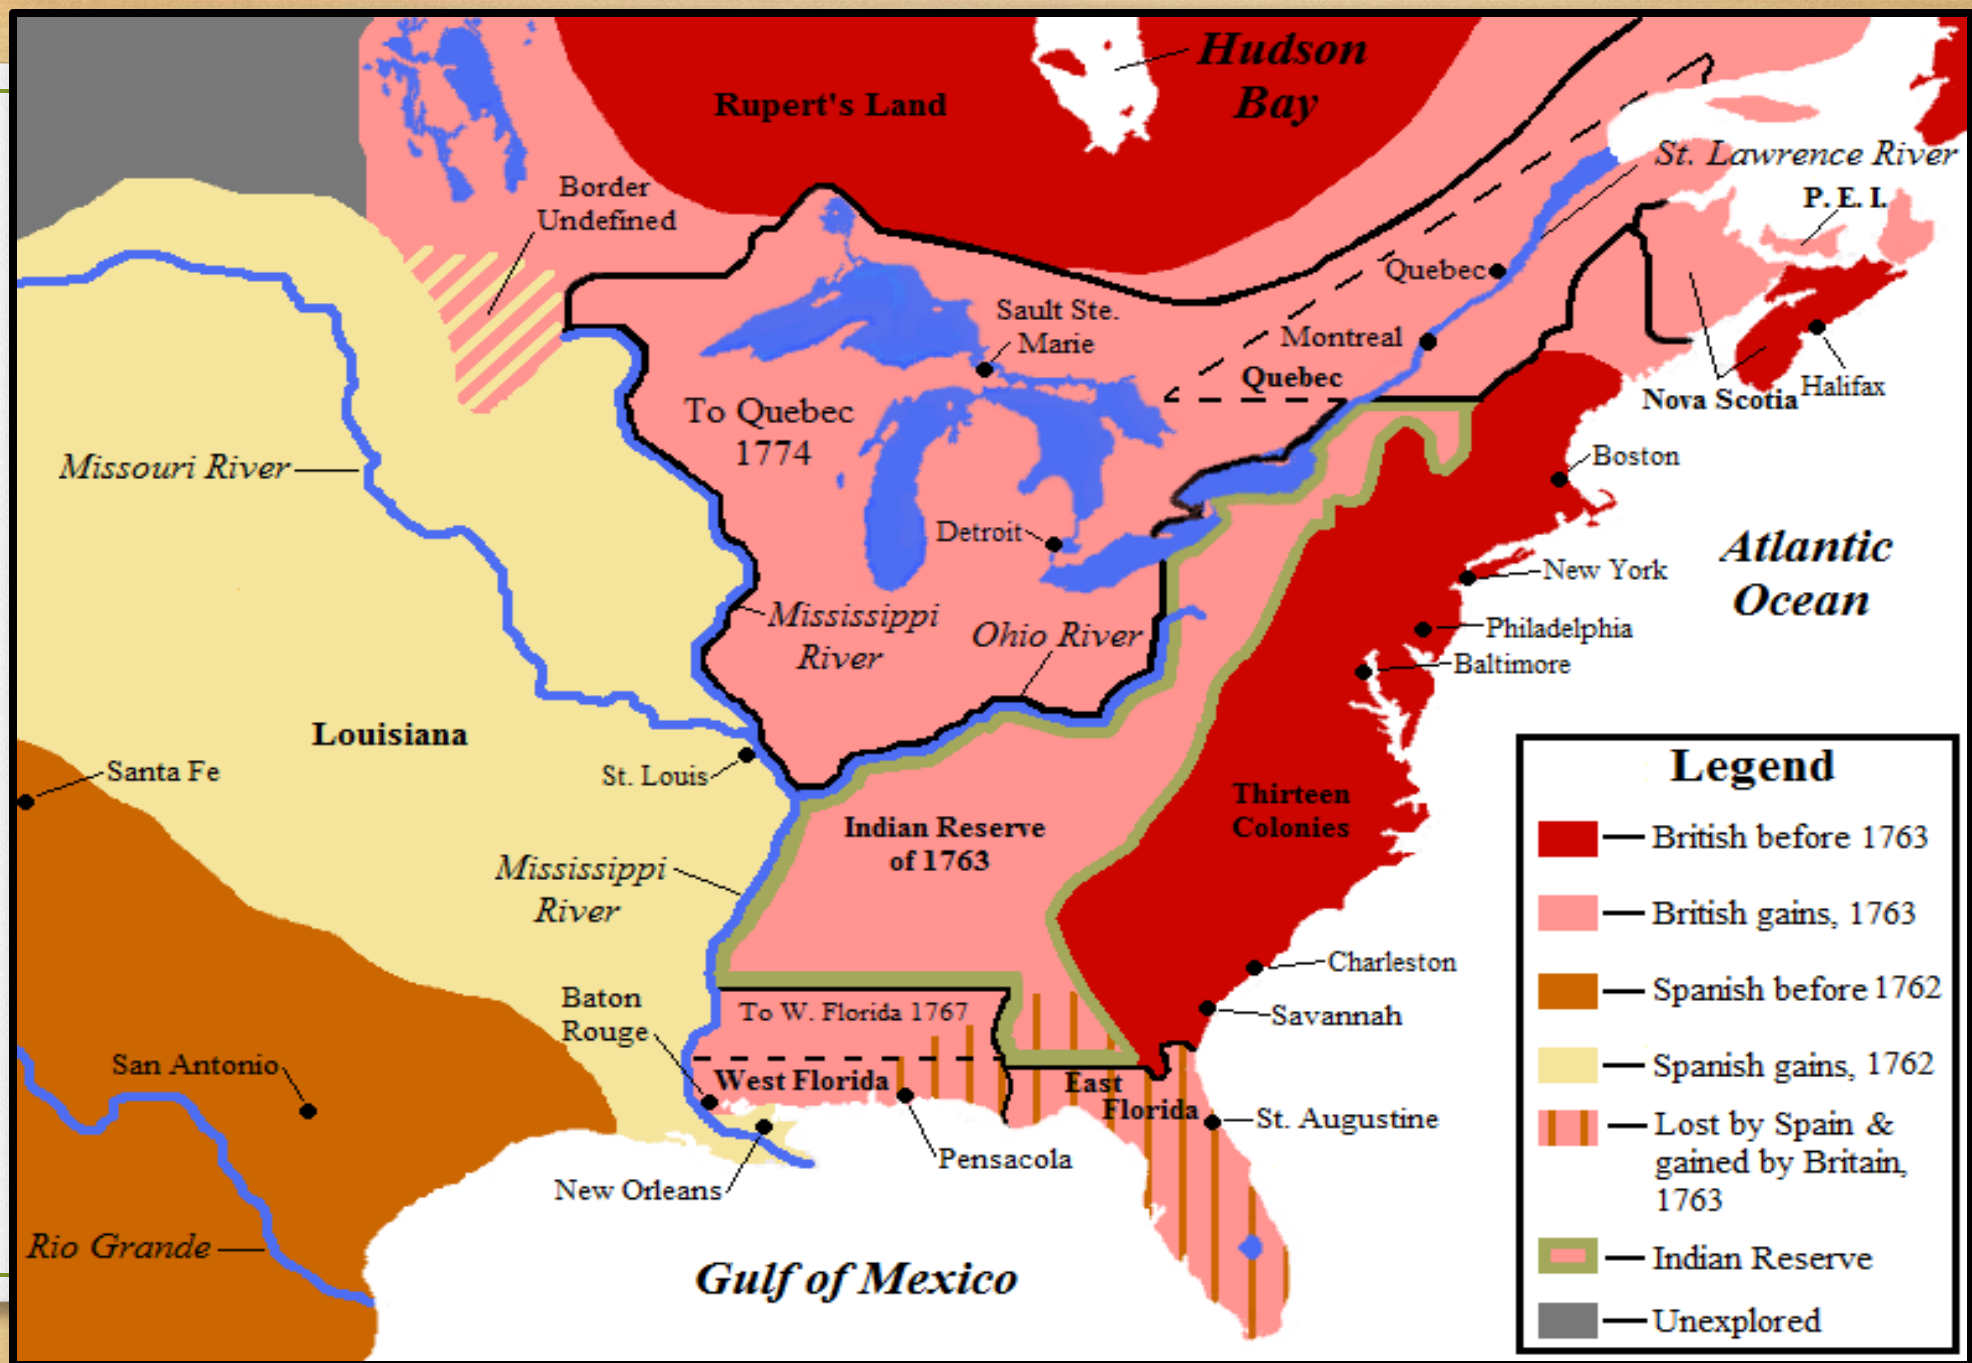 Hudson
Bay
Rupert's Land
St. Lawrence River
Border
Undefined
P. E. I.
Quebec
Sault Ste.
Marie
Montreal
Quebec
Halifax
Nova Scotia
To Quebec
1774
Missouri River
Boston
Detroit
Atlantic
Ocean
New York
Mississippi
River
Ohio River
Philadelphia
Baltimore
Louisiana
Santa Fe
St. Louis
Thirteen
Colonies
Indian Reserve
of 1763
Mississippi
River
Charleston
Baton
Rouge
To W. Florida 1767
Savannah
San Antonio
West Florida
East
Florida
St. Augustine
Pensacola
New Orleans
Rio Grande
Gulf of Mexico
Legend
British before 1763
British gains, 1763
Spanish before 1762
Spanish gains, 1762
Lost by Spain &
gained by Britain,
1763
Indian Reserve
Unexplored